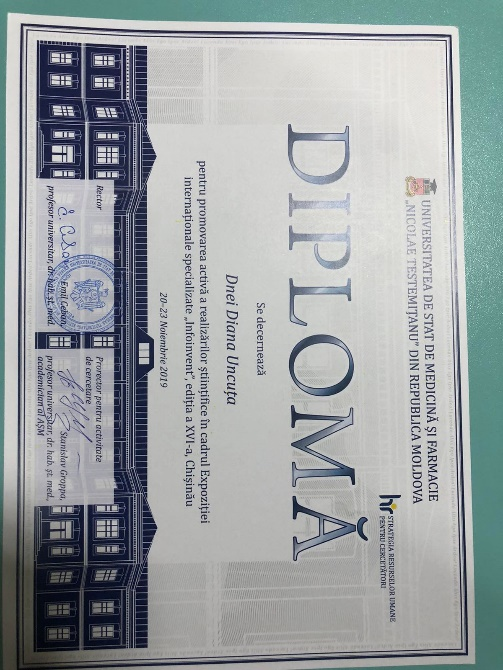 UNIVERSITATEA DE STAT DE MEDICINĂ ȘI FARMACIE
„NICOLAE TESTEMIȚANU” DIN REPUBLICA MOLDOVA
hr STRATEGIA RESURSELOR UMANE
PENTRU CERCETĂTORI
DIPLOMĂ
Se decernează
Dnei Diana Uncuța
pentru promovarea activă a realizărilor științifice în cadrul Expoziției
internaționale specializate „Infoinvent”, ediția a XVI-a, Chișinău
20-23 Noiembrie 2019
Rector
Emil Ceban,
profesor universitar, dr. hab. șt. med.
Prorector pentru activitate
de cercetare
Stanislav Groppa,
profesor universitar, dr. hab. șt. med.,
academician al AȘM